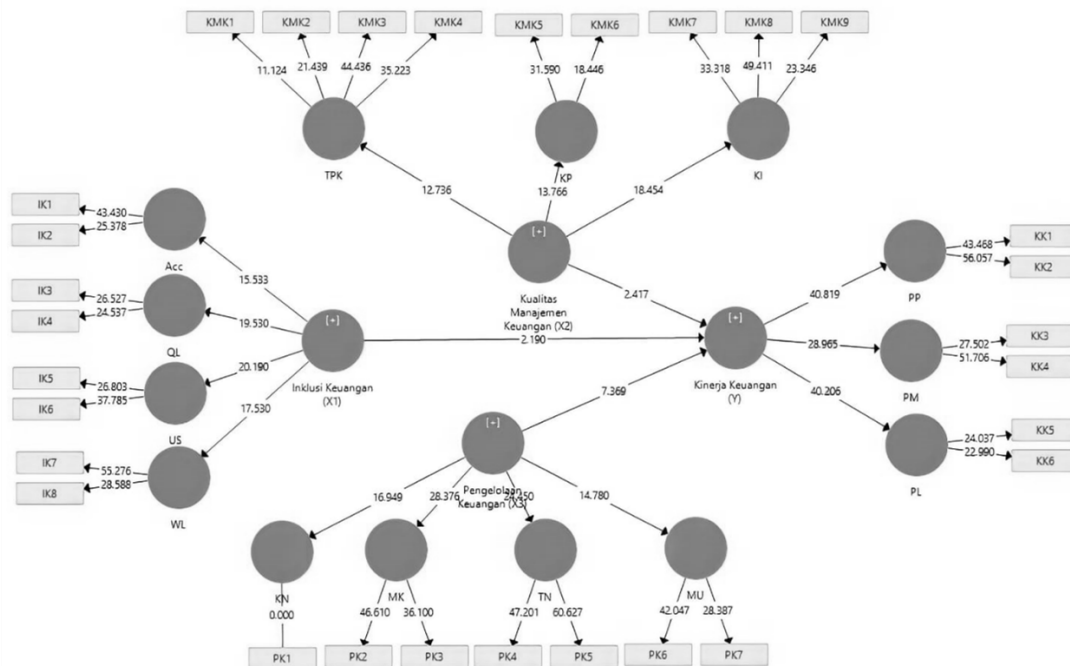 KMK1 KMK2 KMK3 KMK4 KMK5 KMK6 KMK7 KMK8 KMK9
11.124 21.439 44.436 35.223 31.590 18.446 33.318 49.411 23.346
TPK KP KI
12.736 13.766 18.454
IK1 43.430
IK2 25.378
Acc
15.533
IK3 26.527
IK4 24.537
QL
19.530
IK5 26.803
IK6 37.785
US
20.190
IK7 55.276
IK8 28.588
WL
17.530
[+]
Inklusi Keuangan
(X1)
[+]
Kualitas
Manajemen
Keuangan (X2)
2.417
2.190
7.369
[+]
Kinerja Keuangan
(Y)
40.819
28.965
40.206
PP
43.468 KK1
56.057 KK2
PM
27.502 KK3
51.706 KK4
PL
24.037 KK5
22.990 KK6
[+]
Pengelolaan
Keuangan (X3)
16.949 28.376 24.450 14.780
KN MK TN MU
0.000 46.610 36.100 47.201 60.627 42.047 28.387
PK1 PK2 PK3 PK4 PK5 PK6 PK7